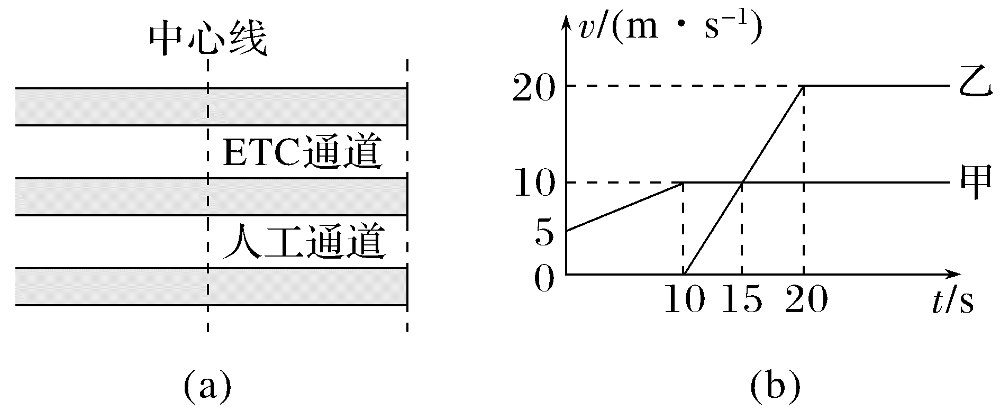 中心线
ETC通道
人工通道
(a)
v/(m · s⁻¹)
20
乙
10
甲
5
0
10 15 20
t/s
(b)